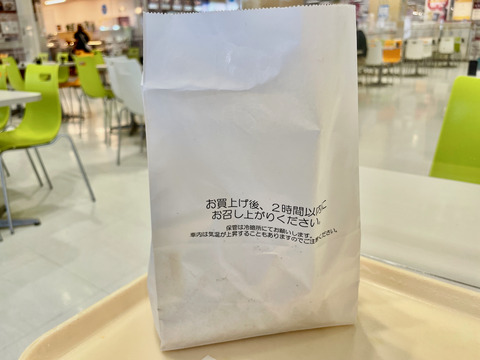 お買上げ後、2時間以内に
お召し上がりください。
保管は冷暗所にてお願いします。
車内は気温が上昇することもありますのでご注意ください。